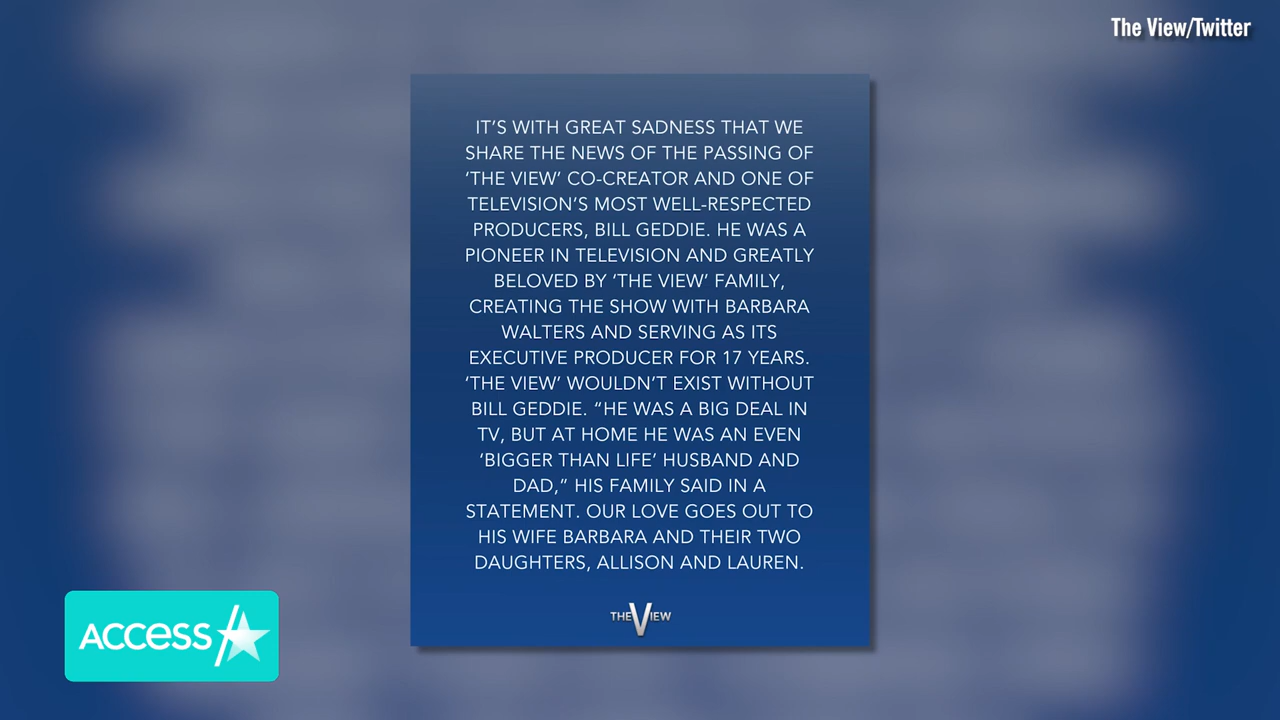 The View/Twitter
IT'S WITH GREAT SADNESS THAT WE
SHARE THE NEWS OF THE PASSING OF
‘THE VIEW’ CO-CREATOR AND ONE OF
TELEVISION’S MOST WELL-RESPECTED
PRODUCERS, BILL GEDDIE. HE WAS A
PIONEER IN TELEVISION AND GREATLY
BELOVED BY ‘THE VIEW’ FAMILY,
CREATING THE SHOW WITH BARBARA
WALTERS AND SERVING AS ITS
EXECUTIVE PRODUCER FOR 17 YEARS.
‘THE VIEW’ WOULDN’T EXIST WITHOUT
BILL GEDDIE. “HE WAS A BIG DEAL IN
TV, BUT AT HOME HE WAS AN EVEN
‘BIGGER THAN LIFE’ HUSBAND AND
DAD,” HIS FAMILY SAID IN A
STATEMENT. OUR LOVE GOES OUT TO
HIS WIFE BARBARA AND THEIR TWO
DAUGHTERS, ALLISON AND LAUREN.
THE VIEW
ACCESS